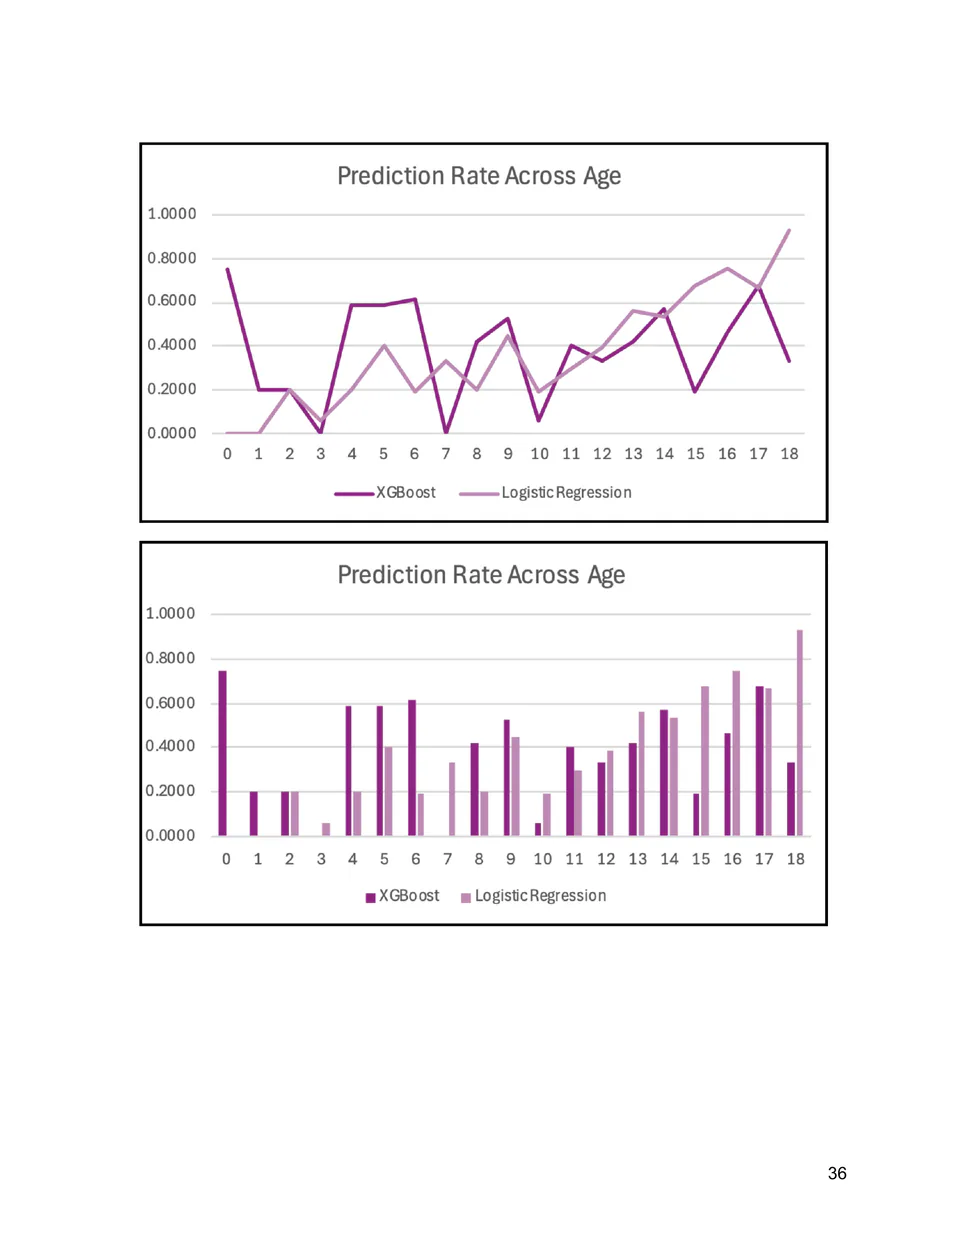 Prediction Rate Across Age
1.0000
0.8000
0.6000
0.4000
0.2000
0.0000
0 1 2 3 4 5 6 7 8 9 10 11 12 13 14 15 16 17 18
XGBoost Logistic Regression
Prediction Rate Across Age
1.0000
0.8000
0.6000
0.4000
0.2000
0.0000
0 1 2 3 4 5 6 7 8 9 10 11 12 13 14 15 16 17 18
XGBoost Logistic Regression
36